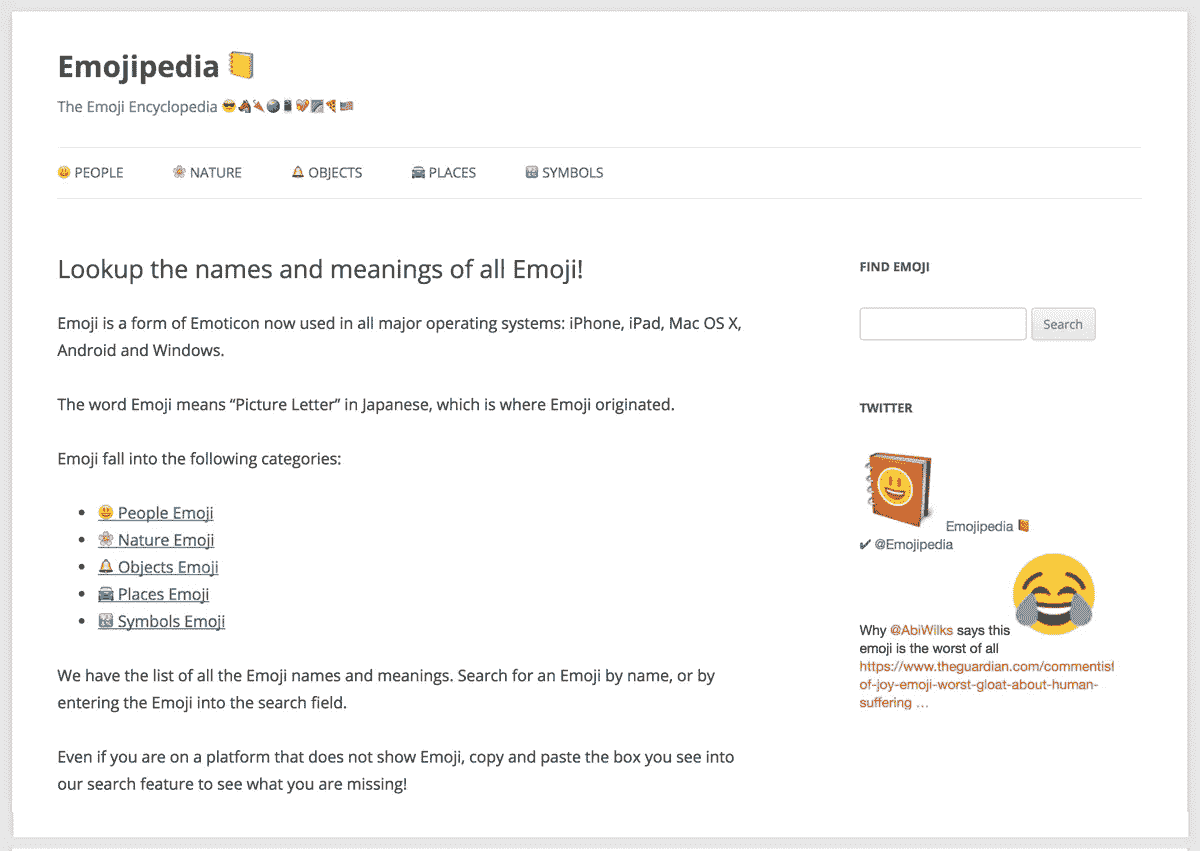 Emojipedia
The Emoji Encyclopedia
PEOPLE
NATURE
OBJECTS
PLACES
SYMBOLS
Lookup the names and meanings of all Emoji!
Emoji is a form of Emoticon now used in all major operating systems: iPhone, iPad, Mac OS X,
Android and Windows.
The word Emoji means “Picture Letter” in Japanese, which is where Emoji originated.
Emoji fall into the following categories:
People Emoji
Nature Emoji
Objects Emoji
Places Emoji
Symbols Emoji
We have the list of all the Emoji names and meanings. Search for an Emoji by name, or by
entering the Emoji into the search field.
Even if you are on a platform that does not show Emoji, copy and paste the box you see into
our search feature to see what you are missing!
FIND EMOJI
Search
TWITTER
Emojipedia
✔ @Emojipedia
Why @AbiWilks says this
emoji is the worst of all
https://www.theguardian.com/commentist
of-joy-emoji-worst-gloat-about-human-
suffering …